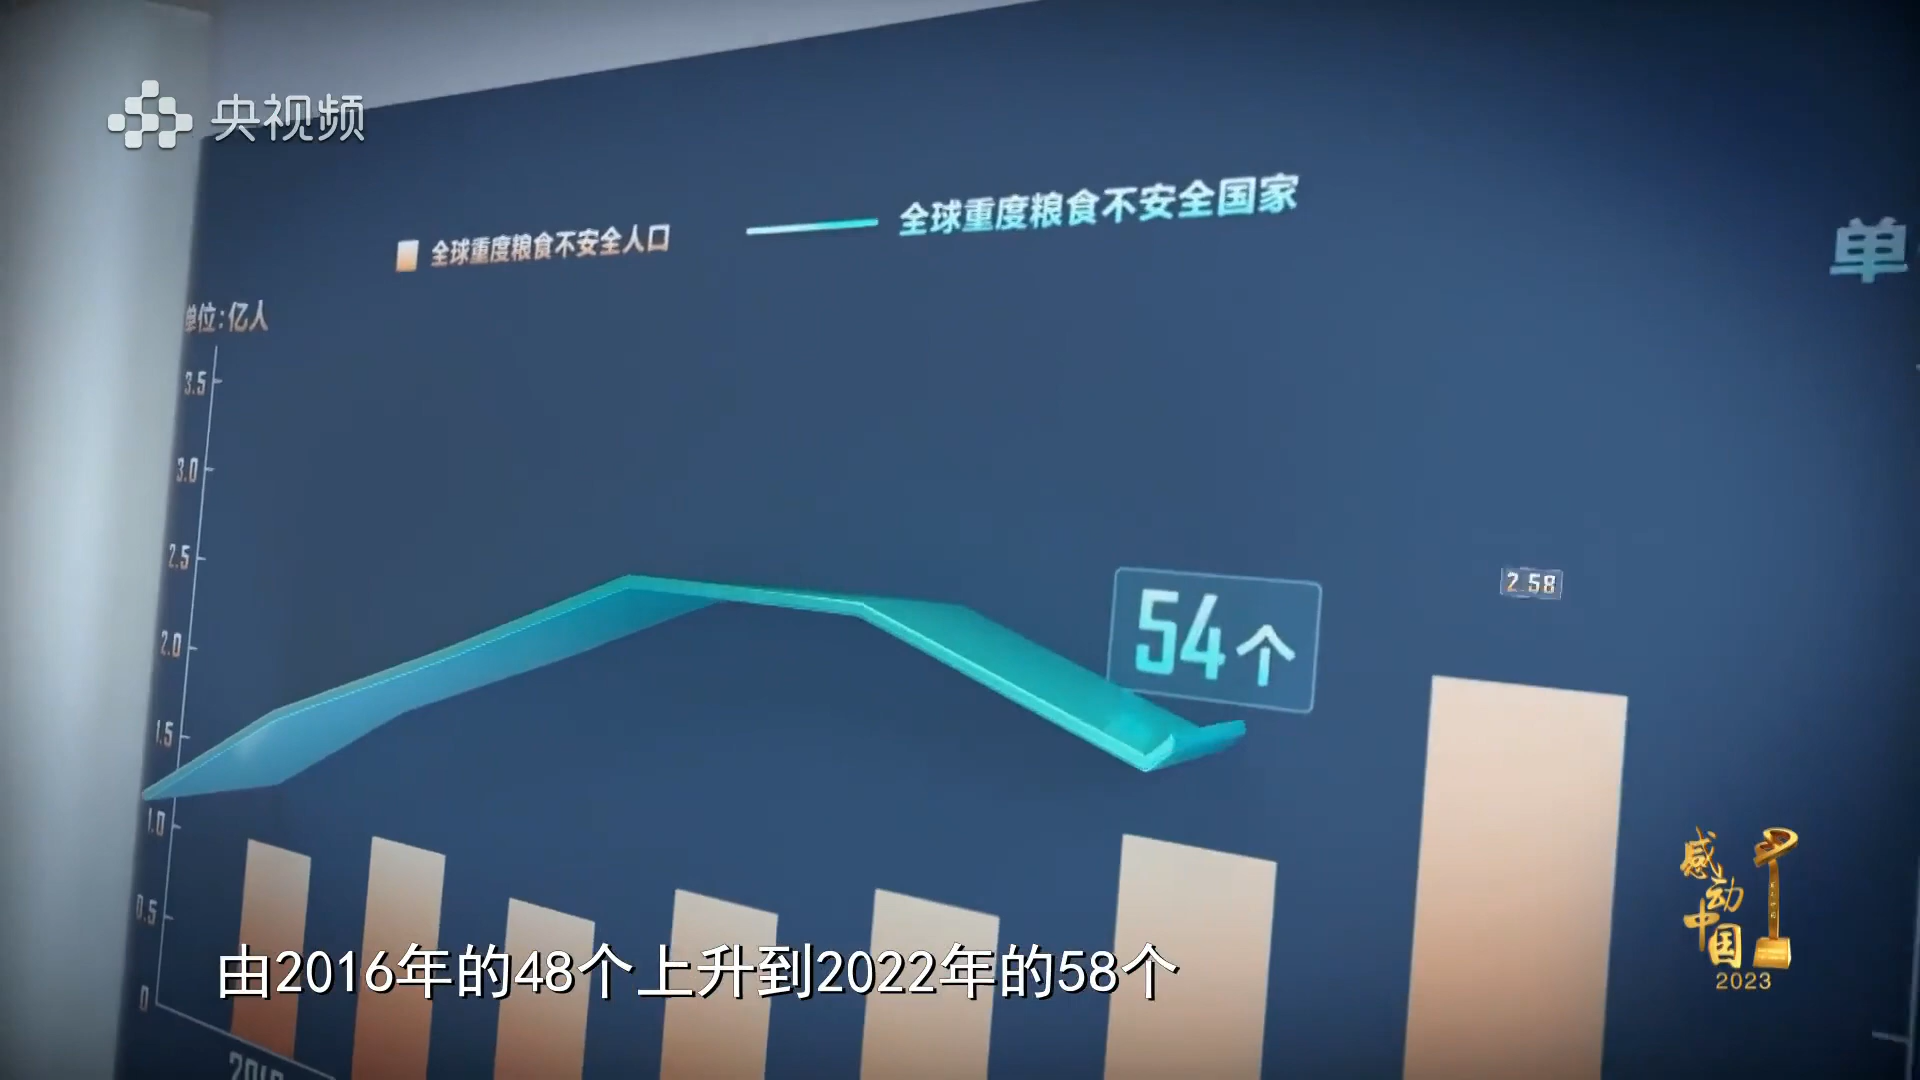 央视频
全球重度粮食不安全人口
全球重度粮食不安全国家
单位:亿人
单
3.5
3.0
2.5
2.0
1.5
1.0
0.5
0
54个
2.58
由2016年的48个上升到2022年的58个
感动中国
2023